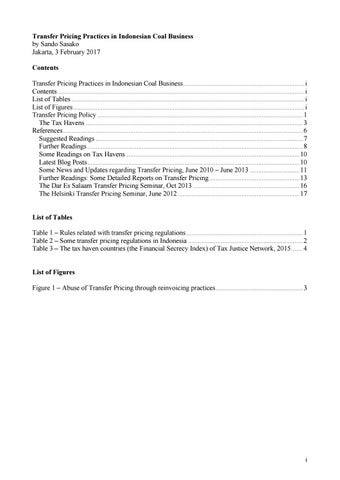 Transfer Pricing Practices in Indonesian Coal Business
by Sando Sasako
Jakarta, 3 February 2017
Contents
Transfer Pricing Practices in Indonesian Coal Business i
Contents i
List of Tables i
List of Figures i
Transfer Pricing Policy 1
The Tax Havens 3
References 6
Suggested Readings 7
Further Readings 8
Some Readings on Tax Havens 10
Latest Blog Posts 10
Some News and Updates regarding Transfer Pricing, June 2010 – June 2013 11
Further Readings: Some Detailed Reports on Transfer Pricing 13
The Dar Es Salaam Transfer Pricing Seminar, Oct 2013 16
The Helsinki Transfer Pricing Seminar, June 2012 17
List of Tables
Table 1 – Rules related with transfer pricing regulations 1
Table 2 – Some transfer pricing regulations in Indonesia 2
Table 3 – The tax haven countries (the Financial Secrecy Index) of Tax Justice Network, 2015 4
List of Figures
Figure 1 – Abuse of Transfer Pricing through reinvoicing practices 3
i